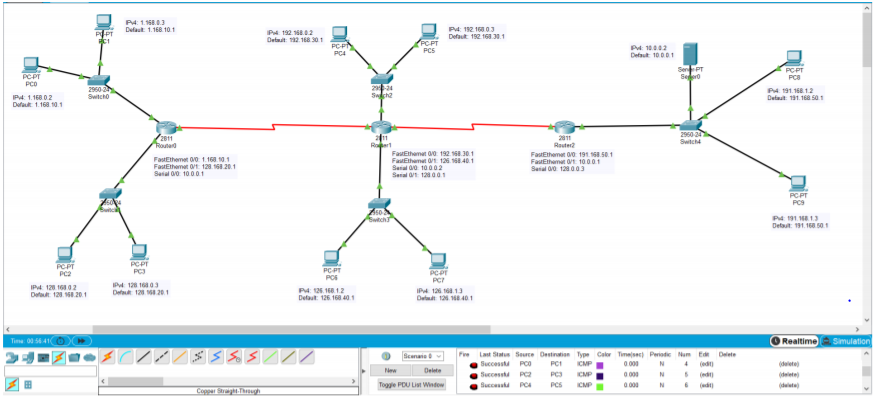 IPv4: 1.168.0.3
Default: 1.168.10.1
PC-PT
PC1
PC-PT
PC0
IPv4: 1.168.0.2
Default: 1.168.10.1
2950-24
Switch0
2811
Router0
FastEthernet 0/0: 1.168.10.1
FastEthernet 0/1: 128.168.20.1
Serial 0/0: 10.0.0.1
2950-24
PC-PT
PC2
PC-PT
PC3
IPv4: 128.168.0.2
Default: 128.168.20.1
IPv4: 128.168.0.3
Default: 128.168.20.1
IPv4: 192.168.0.2
Default: 192.168.30.1
PC-PT
PC4
IPv4: 192.168.0.3
Default: 192.168.30.1
PC-PT
PC5
2950-24
Switch2
2811
Router1
FastEthernet 0/0: 192.168.30.1
FastEthernet 0/1: 126.168.40.1
Serial 0/0: 10.0.0.2
Serial 0/1: 128.0.0.1
2950-24
Switch3
PC-PT
PC6
PC-PT
PC7
IPv4: 126.168.1.2
Default: 126.168.40.1
IPv4: 126.168.1.3
Default: 126.168.40.1
2811
Router2
FastEthernet 0/0: 191.168.50.1
FastEthernet 0/1: 10.0.0.1
Serial 0/0: 128.0.0.3
IPv4: 10.0.0.2
Default: 10.0.0.1
Server-PT
Server0
PC-PT
PC8
IPv4: 191.168.1.2
Default: 191.168.50.1
2950-24
Switch4
PC-PT
PC9
IPv4: 191.168.1.3
Default: 191.168.50.1
Time: 00:56:41
Realtime
Simulation
Scenario 0
New
Delete
Toggle PDU List Window
Copper Straight-Through
Fire Last Status Source Destination Type Color Time(sec) Periodic Num Edit Delete
Successful PC0 PC1 ICMP 0.000 N 4 (edit) (delete)
Successful PC2 PC3 ICMP 0.000 N 5 (edit) (delete)
Successful PC4 PC5 ICMP 0.000 N 6 (edit) (delete)